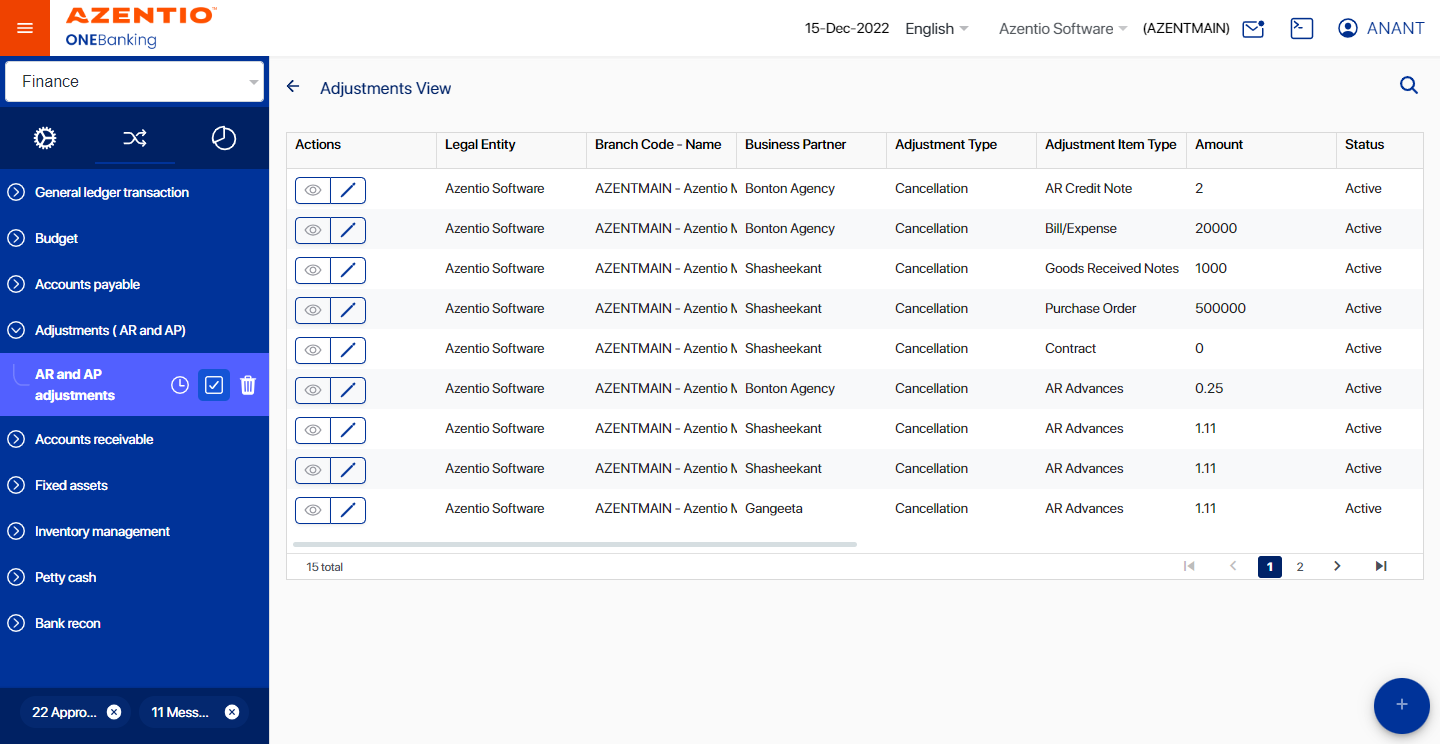 AZENTIO™
ONEBanking
15-Dec-2022 English Azentio Software (AZENTMAIN) ANANT
Finance
General ledger transaction
Budget
Accounts payable
Adjustments ( AR and AP)
AR and AP
adjustments
Accounts receivable
Fixed assets
Inventory management
Petty cash
Bank recon
22 Appro...
11 Mess...
Adjustments View
Actions Legal Entity Branch Code - Name Business Partner Adjustment Type Adjustment Item Type Amount Status
Azentio Software AZENTMAIN - Azentio M Bonton Agency Cancellation AR Credit Note 2 Active
Azentio Software AZENTMAIN - Azentio M Bonton Agency Cancellation Bill/Expense 20000 Active
Azentio Software AZENTMAIN - Azentio M Shasheekant Cancellation Goods Received Notes 1000 Active
Azentio Software AZENTMAIN - Azentio M Shasheekant Cancellation Purchase Order 500000 Active
Azentio Software AZENTMAIN - Azentio M Shasheekant Cancellation Contract 0 Active
Azentio Software AZENTMAIN - Azentio M Bonton Agency Cancellation AR Advances 0.25 Active
Azentio Software AZENTMAIN - Azentio M Shasheekant Cancellation AR Advances 1.11 Active
Azentio Software AZENTMAIN - Azentio M Shasheekant Cancellation AR Advances 1.11 Active
Azentio Software AZENTMAIN - Azentio M Gangeeta Cancellation AR Advances 1.11 Active
15 total 1 2